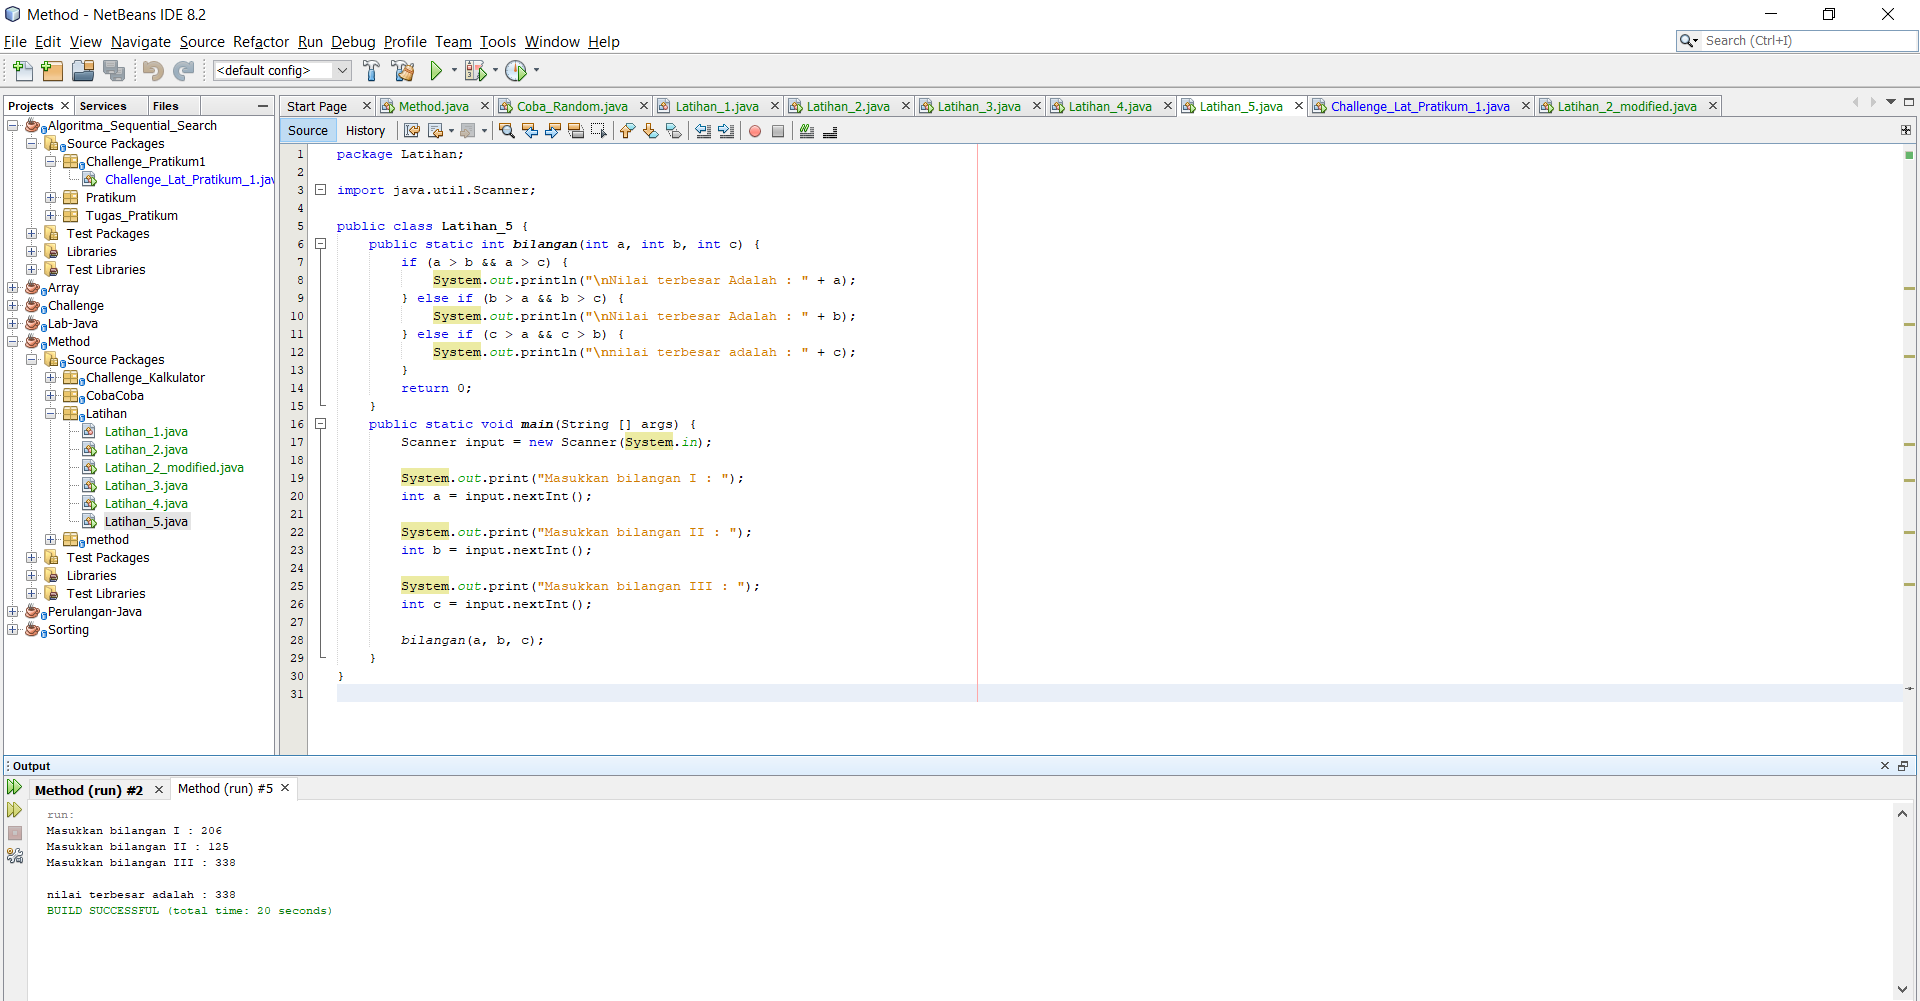 Method - NetBeans IDE 8.2
File Edit View Navigate Source Refactor Run Debug Profile Team Tools Window Help
Search (Ctrl+I)
<default config>
Projects Services Files
Start Page Method.java Coba_Random.java Latihan_1.java Latihan_2.java Latihan_3.java Latihan_4.java Latihan_5.java Challenge_Lat_Pratikum_1.java Latihan_2_modified.java
Source History
Algoritma_Sequential_Search
Source Packages
Challenge_Pratikum1
Challenge_Lat_Pratikum_1.jav
Pratikum
Tugas_Pratikum
Test Packages
Libraries
Test Libraries
Array
Challenge
Lab-Java
Method
Source Packages
Challenge_Kalkulator
CobaCoba
Latihan
Latihan_1.java
Latihan_2.java
Latihan_2_modified.java
Latihan_3.java
Latihan_4.java
Latihan_5.java
method
Test Packages
Libraries
Test Libraries
Perulangan-Java
Sorting
1 package Latihan;
2
3 import java.util.Scanner;
4
5 public class Latihan_5 {
6 public static int bilangan(int a, int b, int c) {
7 if (a > b && a > c) {
8 System.out.println("\nNilai terbesar Adalah : " + a);
9 } else if (b > a && b > c) {
10 System.out.println("\nNilai terbesar Adalah : " + b);
11 } else if (c > a && c > b) {
12 System.out.println("\nnilai terbesar adalah : " + c);
13 }
14 return 0;
15 }
16 public static void main(String [] args) {
17 Scanner input = new Scanner(System.in);
18
19 System.out.print("Masukkan bilangan I : ");
20 int a = input.nextInt();
21
22 System.out.print("Masukkan bilangan II : ");
23 int b = input.nextInt();
24
25 System.out.print("Masukkan bilangan III : ");
26 int c = input.nextInt();
27
28 bilangan(a, b, c);
29 }
30 }
31
Output
Method (run) #2 Method (run) #5
run:
Masukkan bilangan I : 206
Masukkan bilangan II : 125
Masukkan bilangan III : 338
nilai terbesar adalah : 338
BUILD SUCCESSFUL (total time: 20 seconds)